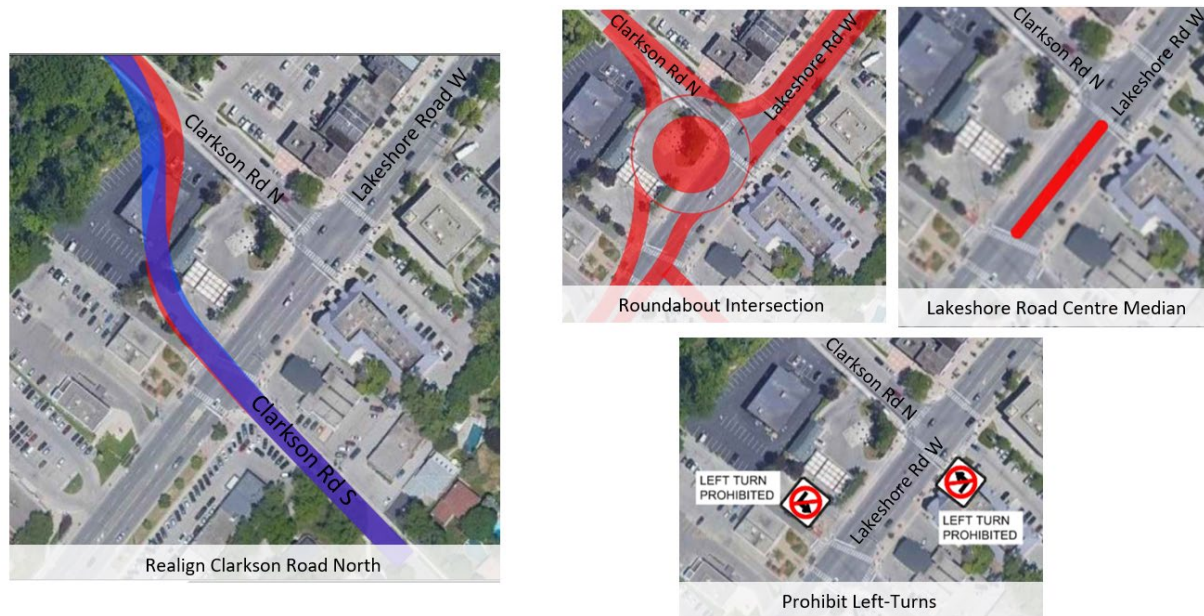 Clarkson Rd N
Lakeshore Road W
Clarkson Rd S
Realign Clarkson Road North
Clarkson Rd N
Lakeshore Rd W
Roundabout Intersection
Clarkson Rd N
Lakeshore Rd W
Lakeshore Road Centre Median
Clarkson Rd N
Lakeshore Rd W
LEFT TURN
PROHIBITED
LEFT TURN
PROHIBITED
Prohibit Left-Turns